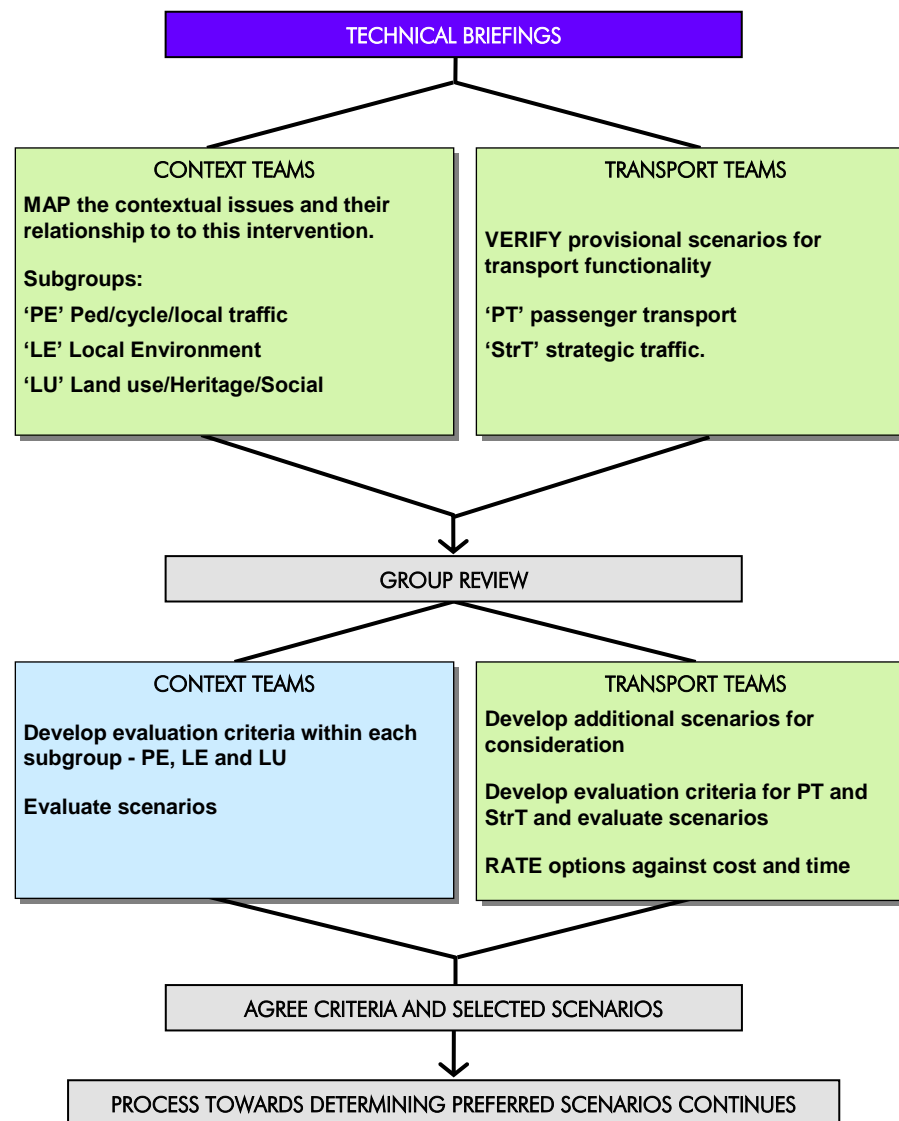 TECHNICAL BRIEFINGS
CONTEXT TEAMS
MAP the contextual issues and their
relationship to to this intervention.
Subgroups:
‘PE’ Ped/cycle/local traffic
‘LE’ Local Environment
‘LU’ Land use/Heritage/Social
TRANSPORT TEAMS
VERIFY provisional scenarios for
transport functionality
‘PT’ passenger transport
‘StrT’ strategic traffic.
GROUP REVIEW
CONTEXT TEAMS
Develop evaluation criteria within each
subgroup - PE, LE and LU
Evaluate scenarios
TRANSPORT TEAMS
Develop additional scenarios for
consideration
Develop evaluation criteria for PT and
StrT and evaluate scenarios
RATE options against cost and time
AGREE CRITERIA AND SELECTED SCENARIOS
PROCESS TOWARDS DETERMINING PREFERRED SCENARIOS CONTINUES